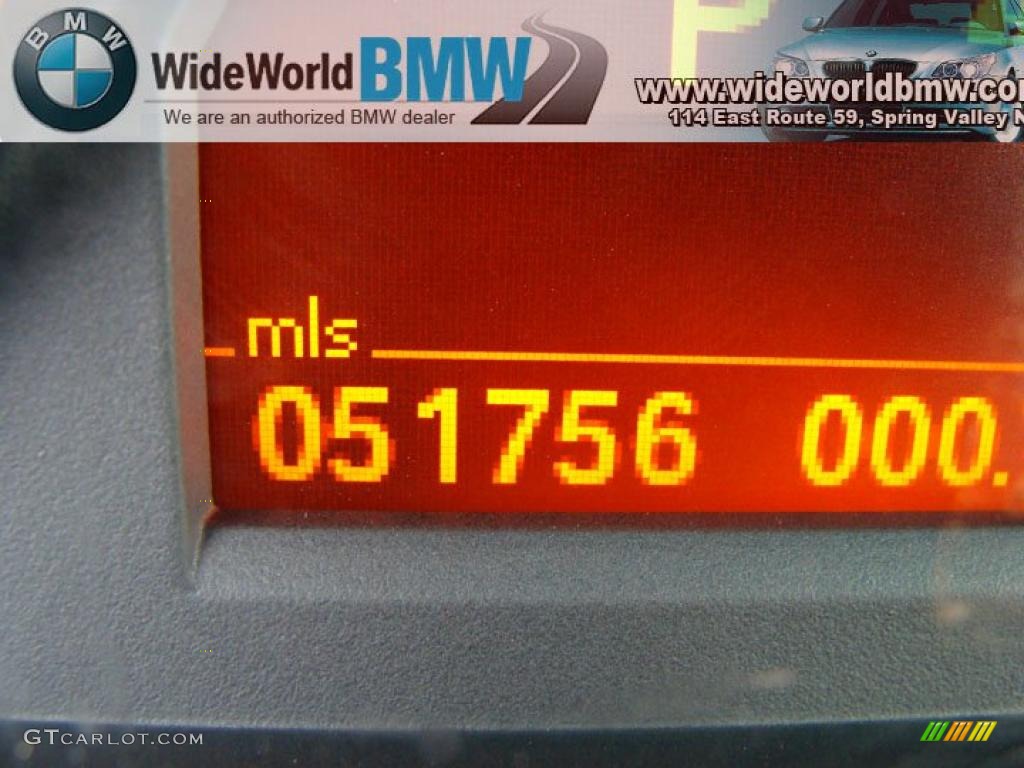 BMW
WideWorld BMW
We are an authorized BMW dealer
P
www.wideworldbmw.co
114 East Route 59, Spring Valley N
mls
051756 000.
GTCARLOT.COM